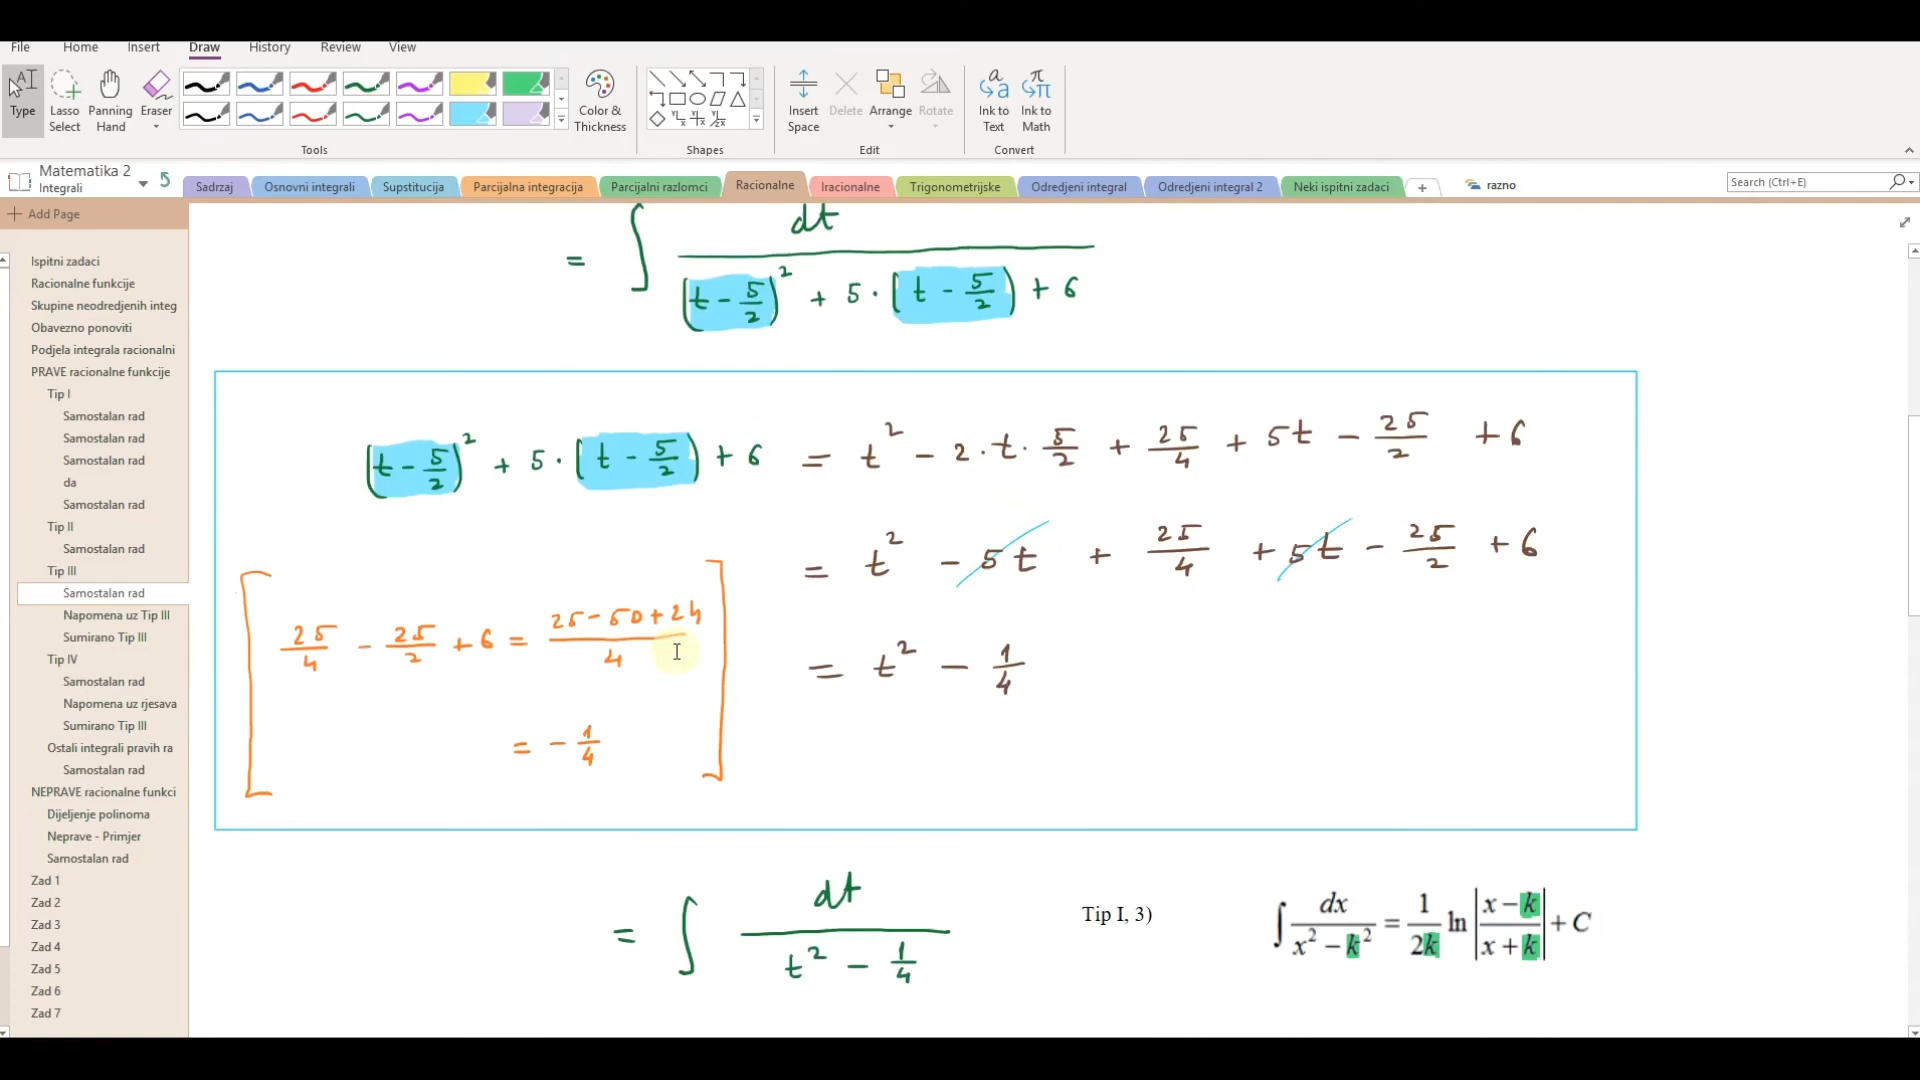 File Home Insert Draw History Review View
Type Lasso Select Panning Hand Eraser Color & Thickness Insert Space Delete Arrange Rotate Ink to Text Ink to Math
Tools Shapes Edit Convert
Matematika 2
Integrali
Sadrzaj Osnovni integrali Supstitucija Parcijalna integracija Parcijalni razlomci Racionalne Iracionalne Trigonometrijske Odredjeni integral Odredjeni integral 2 Neki ispitni zadaci + razno
Search (Ctrl+E)
Add Page
Ispitni zadaci
Racionalne funkcije
Skupine neodredjenih integ
Obavezno ponoviti
Podjela integrala racionalni
PRAVE racionalne funkcije
Tip I
Samostalan rad
Samostalan rad
Samostalan rad
da
Samostalan rad
Tip II
Samostalan rad
Tip III
Samostalan rad
Napomena uz Tip III
Sumirano Tip III
Tip IV
Samostalan rad
Napomena uz rjesava
Sumirano Tip III
Ostali integrali pravih ra
Samostalan rad
NEPRAVE racionalne funkci
Dijeljenje polinoma
Neprave - Primjer
Samostalan rad
Zad 1
Zad 2
Zad 3
Zad 4
Zad 5
Zad 6
Zad 7
= ∫ dt / ((t - 5/2)² + 5 · (t - 5/2) + 6)
(t - 5/2)² + 5 · (t - 5/2) + 6 = t² - 2 · t · 5/2 + 25/4 + 5t - 25/2 + 6
= t² - 5t + 25/4 + 5t - 25/2 + 6
[25/4 - 25/2 + 6 = (25 - 50 + 24)/4
= - 1/4]
= t² - 1/4
= ∫ dt / (t² - 1/4)
Tip I, 3)
∫ dx / (x² - k²) = 1/2k ln |(x - k)/(x + k)| + C